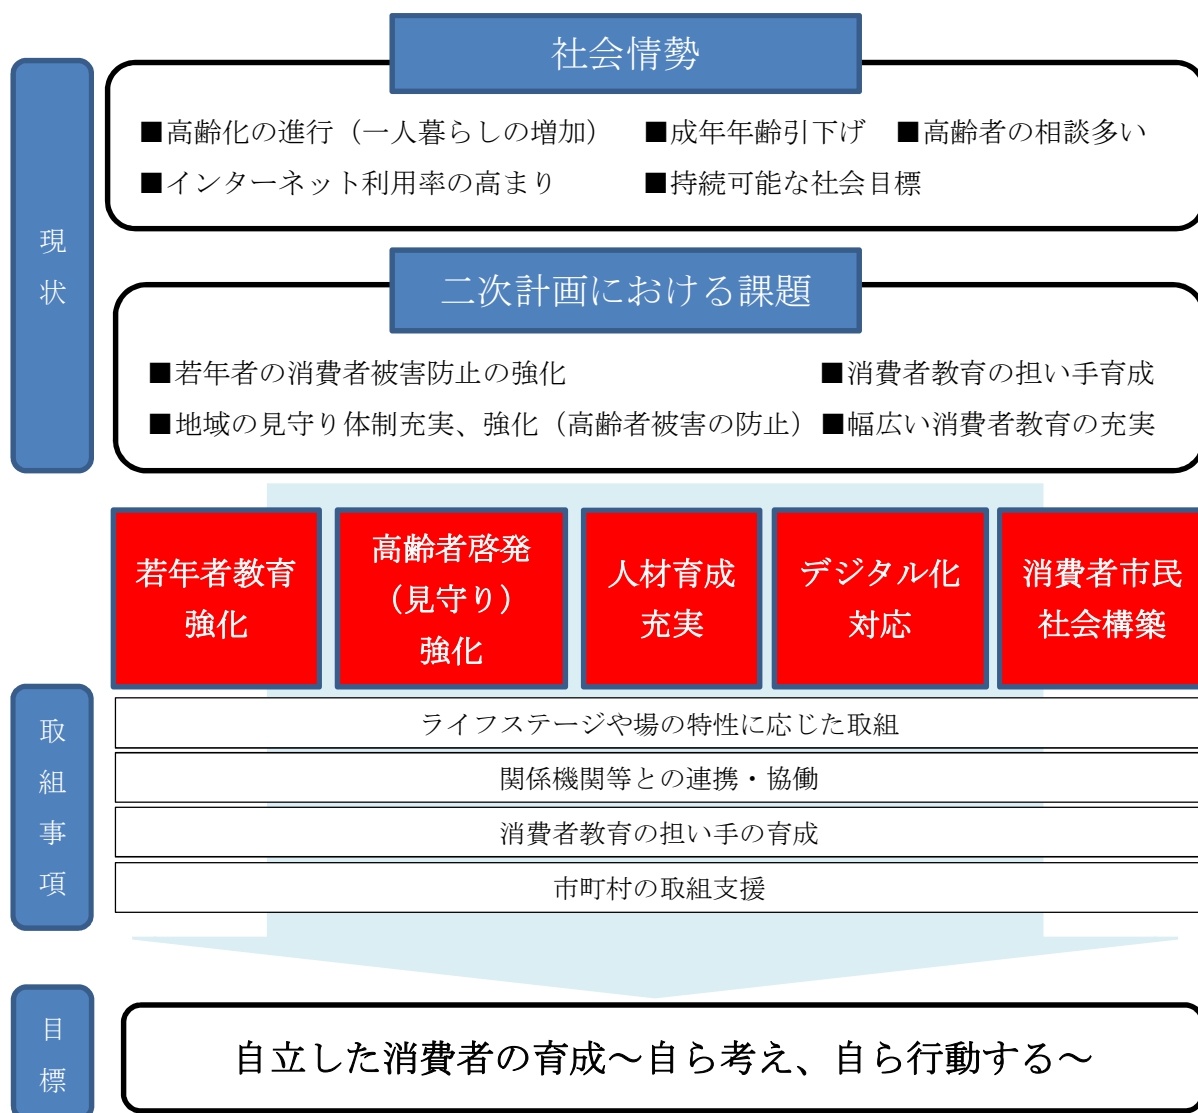 現状
社会情勢
■高齢化の進行（一人暮らしの増加） ■成年年齢引下げ ■高齢者の相談多い
■インターネット利用率の高まり ■持続可能な社会目標
二次計画における課題
■若年者の消費者被害防止の強化 ■消費者教育の担い手育成
■地域の見守り体制充実、強化（高齢者被害の防止） ■幅広い消費者教育の充実
若年者教育
強化
高齢者啓発
（見守り）
強化
人材育成
充実
デジタル化
対応
消費者市民
社会構築
取組事項
ライフステージや場の特性に応じた取組
関係機関等との連携・協働
消費者教育の担い手の育成
市町村の取組支援
目標
自立した消費者の育成～自ら考え、自ら行動する～